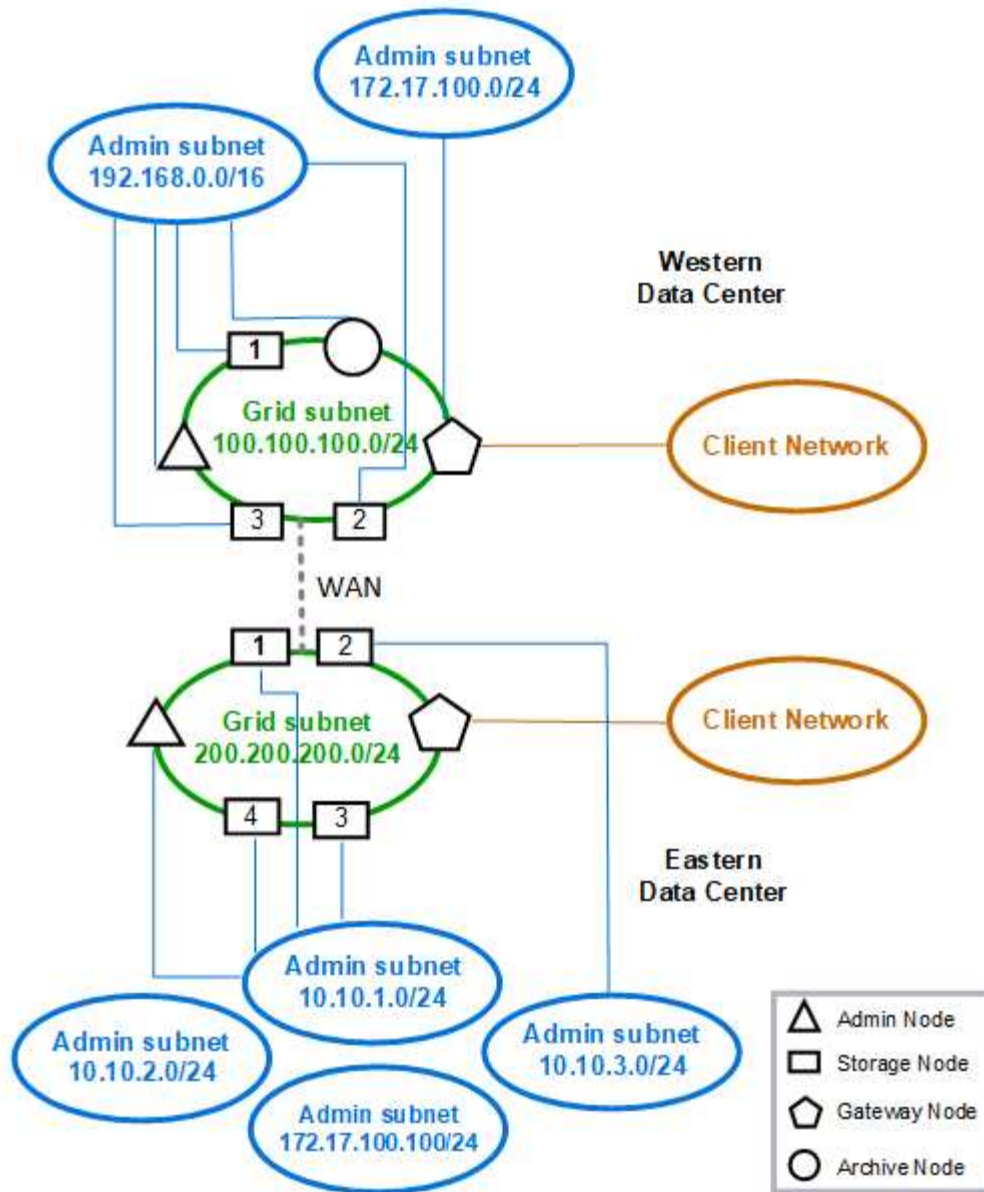 Admin subnet
172.17.100.0/24
Admin subnet
192.168.0.0/16
Western
Data Center
1
Grid subnet
100.100.100.0/24
Client Network
3
2
WAN
1
2
Grid subnet
200.200.200.0/24
Client Network
4
3
Eastern
Data Center
Admin subnet
10.10.1.0/24
Admin subnet
10.10.2.0/24
Admin subnet
10.10.3.0/24
Admin subnet
172.17.100.100/24
Admin Node
Storage Node
Gateway Node
Archive Node